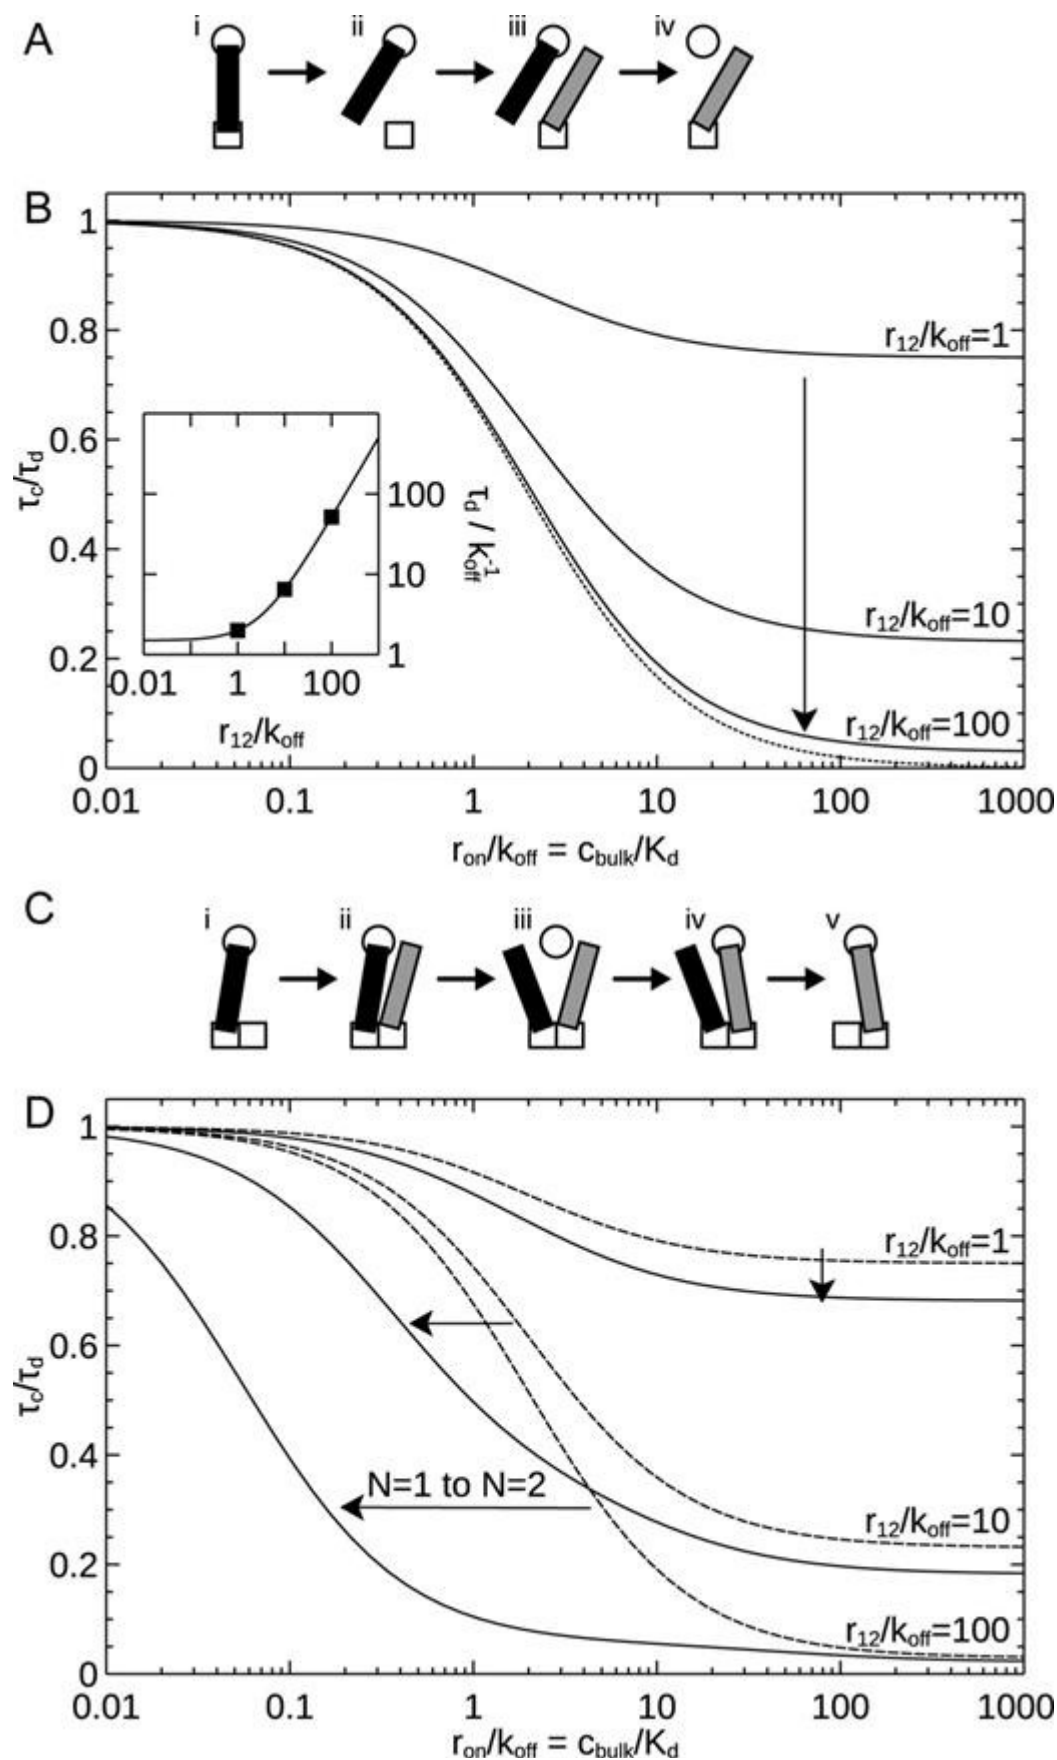 A
i ii iii iv
B
1
0.8
0.6
0.4
0.2
0
τc/τd
r12/koff=1
r12/koff=10
r12/koff=100
100
10
1
τd / koff^-1
0.01 1 100
r12/koff
0.01 0.1 1 10 100 1000
ron/koff = cbulk/Kd
C
i ii iii iv v
D
1
0.8
0.6
0.4
0.2
0
τc/τd
r12/koff=1
N=1 to N=2
r12/koff=10
r12/koff=100
0.01 0.1 1 10 100 1000
ron/koff = cbulk/Kd